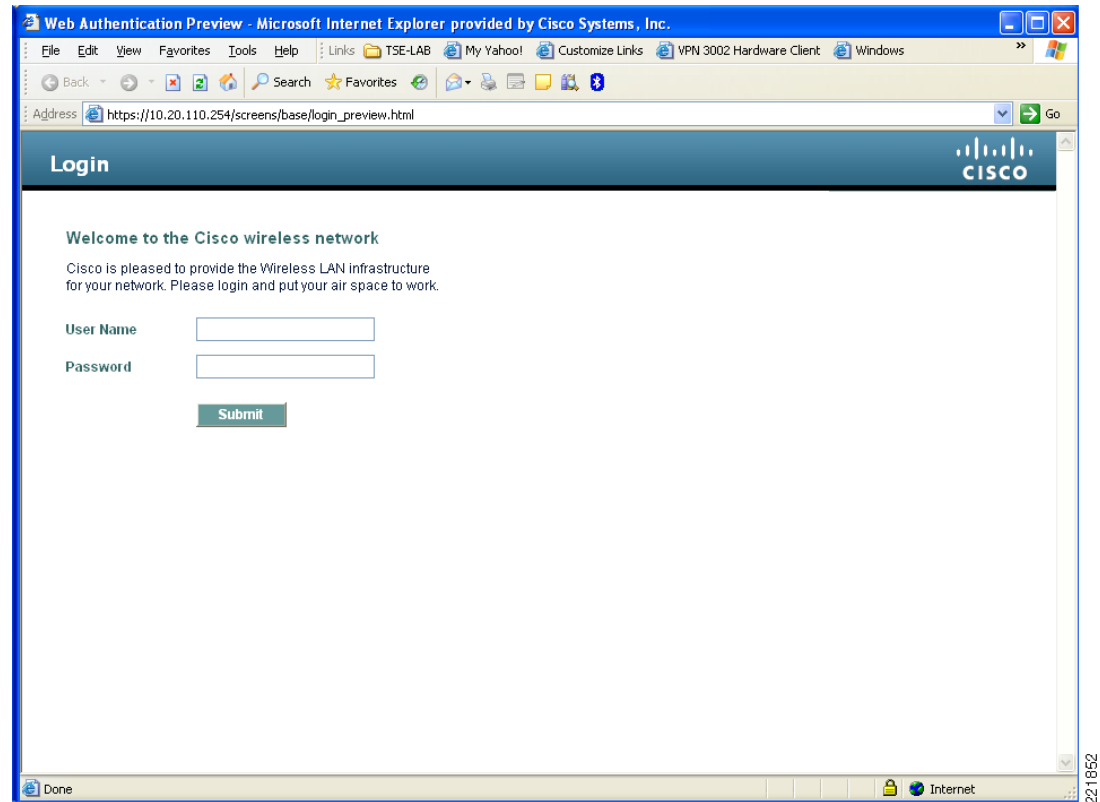 Web Authentication Preview - Microsoft Internet Explorer provided by Cisco Systems, Inc.
File Edit View Favorites Tools Help Links TSE-LAB My Yahoo! Customize Links VPN 3002 Hardware Client Windows »
Back Search Favorites
Address https://10.20.110.254/screens/base/login_preview.html Go
Login
CISCO
Welcome to the Cisco wireless network
Cisco is pleased to provide the Wireless LAN infrastructure
for your network. Please login and put your air space to work.
User Name
Password
Submit
Done Internet
221852